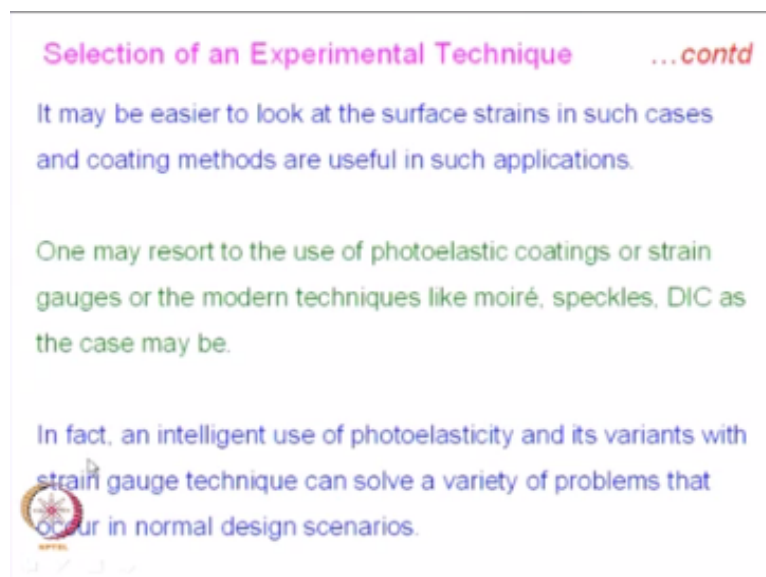 Selection of an Experimental Technique ...contd
It may be easier to look at the surface strains in such cases
and coating methods are useful in such applications.
One may resort to the use of photoelastic coatings or strain
gauges or the modern techniques like moiré, speckles, DIC as
the case may be.
In fact, an intelligent use of photoelasticity and its variants with
strain gauge technique can solve a variety of problems that
occur in normal design scenarios.
NPTEL